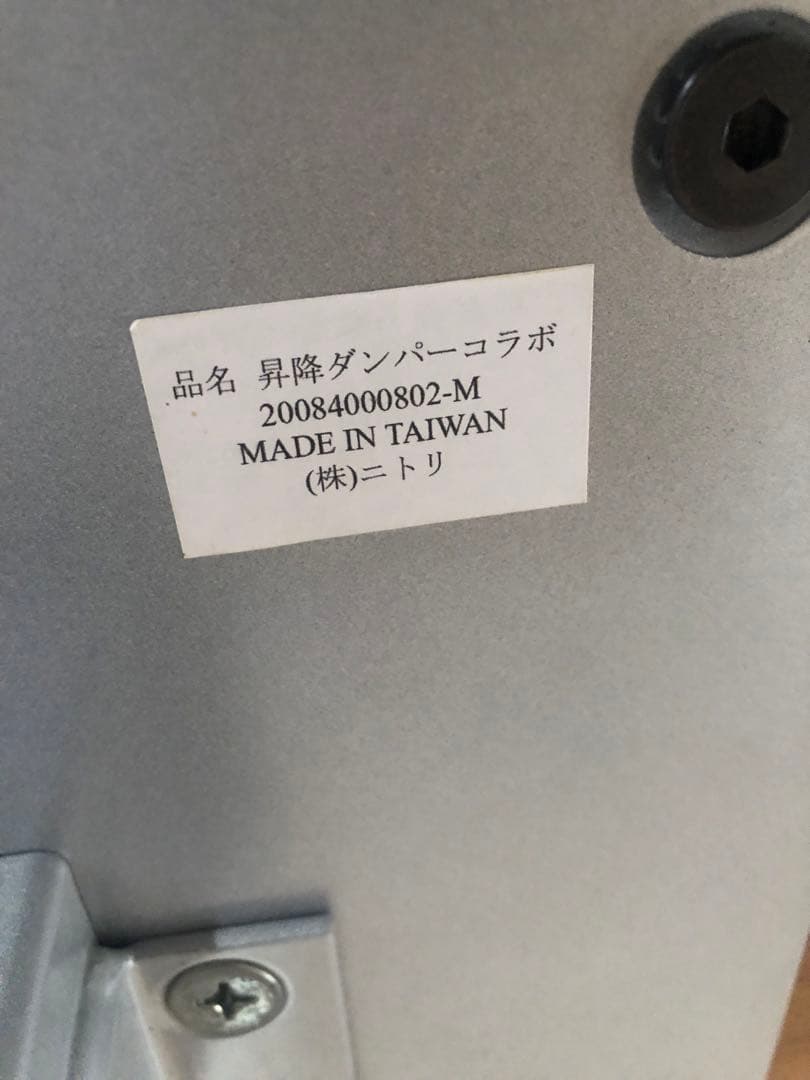 品名 昇降ダンパーコラボ
20084000802-M
MADE IN TAIWAN
(株)ニトリ